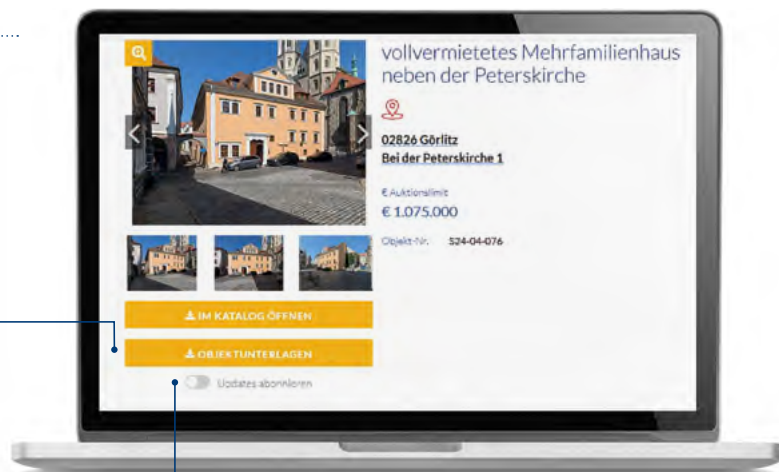 vollvermietetes Mehrfamilienhaus
neben der Peterskirche
02826 Görlitz
Bei der Peterskirche 1
€ Auktionslimit
€ 1.075.000
Objekt-Nr. S24-04-076
IM KATALOG ÖFFNEN
OBJEKTUNTERLAGEN
Updates abonnieren